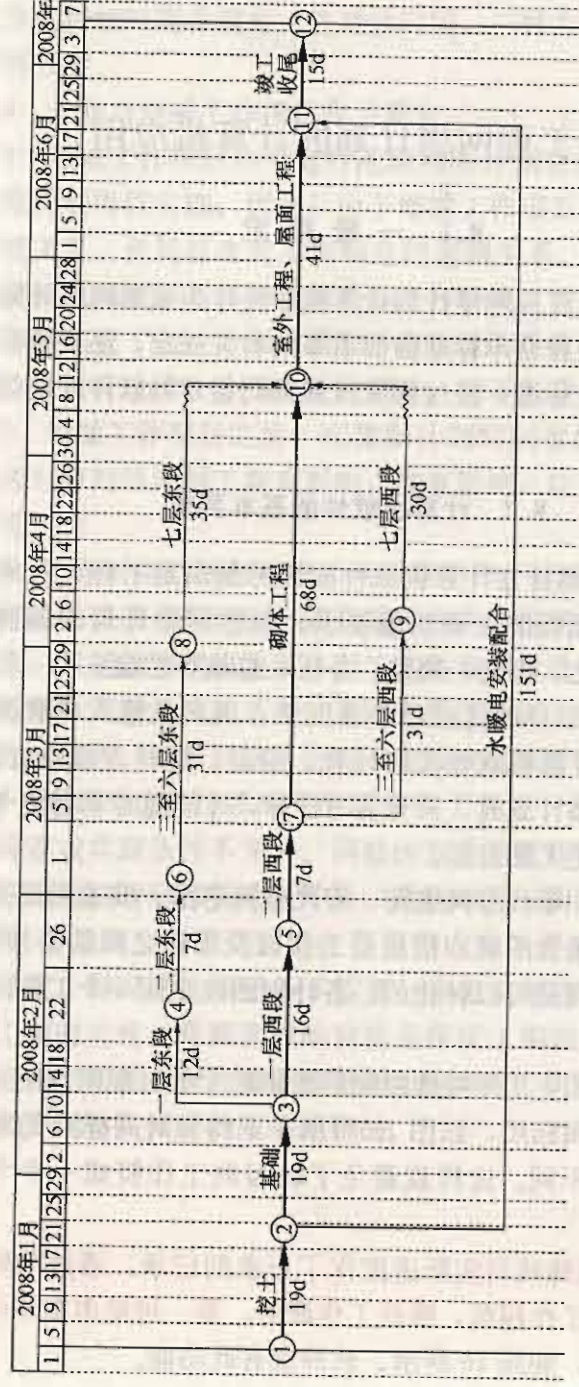 2008年1月 2008年2月 2008年3月 2008年4月 2008年5月 2008年6月 2008年
1 5 9 13 17 21 25 29 2 6 10 14 18 22 26 1 5 9 13 17 21 25 29 2 6 10 14 18 22 26 30 4 8 12 16 20 24 28 1 5 9 13 17 21 25 29 3 7
一层东段 ④ 二层东段 ⑥ 三至六层东段 ⑧ 七层东段
12d 7d 31d 35d
① 挖土 ② 基础 ③ 一层西段 ⑤ 二层西段 ⑦ 砌体工程 ⑩ 室外工程、屋面工程 ⑪ 竣工收尾 ⑫
19d 19d 16d 7d 68d 41d 15d
三至六层西段 ⑨ 七层西段
31d 30d
水暖电安装配合
151d